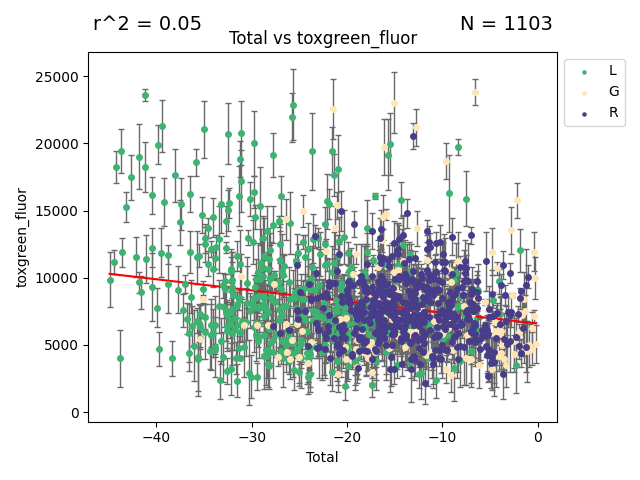 r^2 = 0.05 N = 1103
Total vs toxgreen_fluor
25000
20000
15000
10000
5000
0
toxgreen_fluor
−40 −30 −20 −10 0
Total
L
G
R